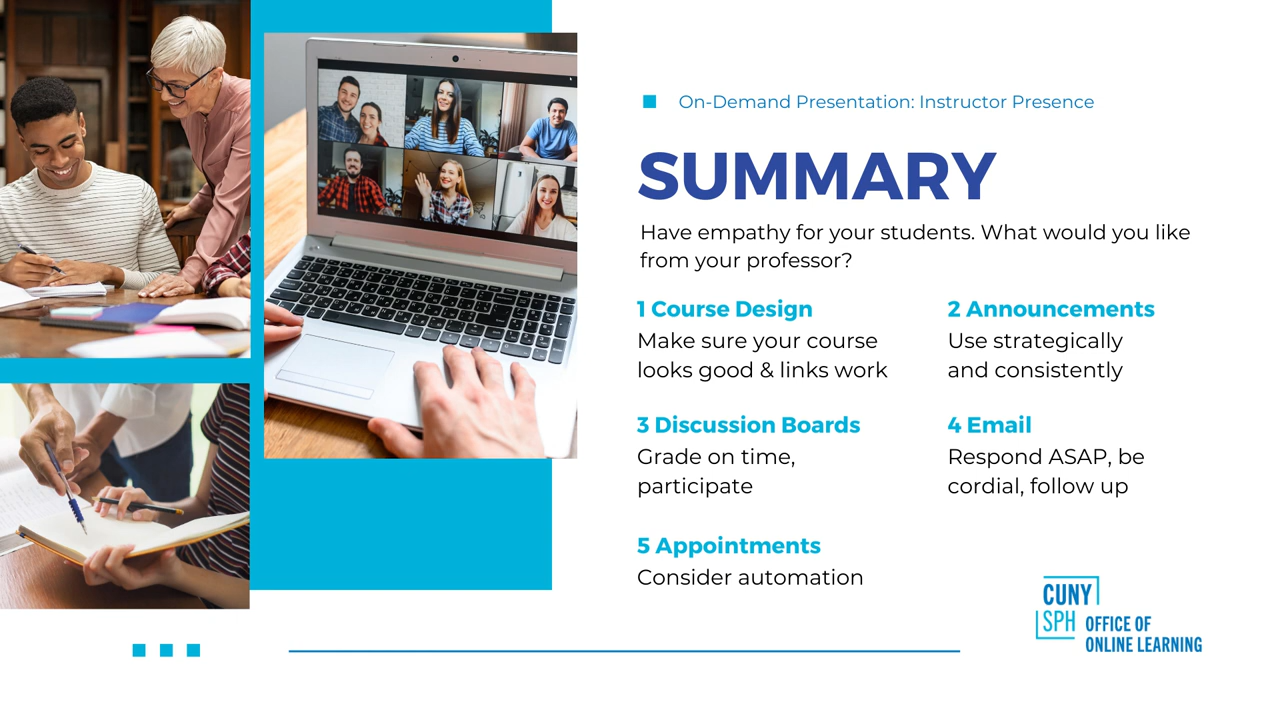 On-Demand Presentation: Instructor Presence
SUMMARY
Have empathy for your students. What would you like
from your professor?
1 Course Design
Make sure your course
looks good & links work
2 Announcements
Use strategically
and consistently
3 Discussion Boards
Grade on time,
participate
4 Email
Respond ASAP, be
cordial, follow up
5 Appointments
Consider automation
CUNY
SPH
OFFICE OF
ONLINE LEARNING